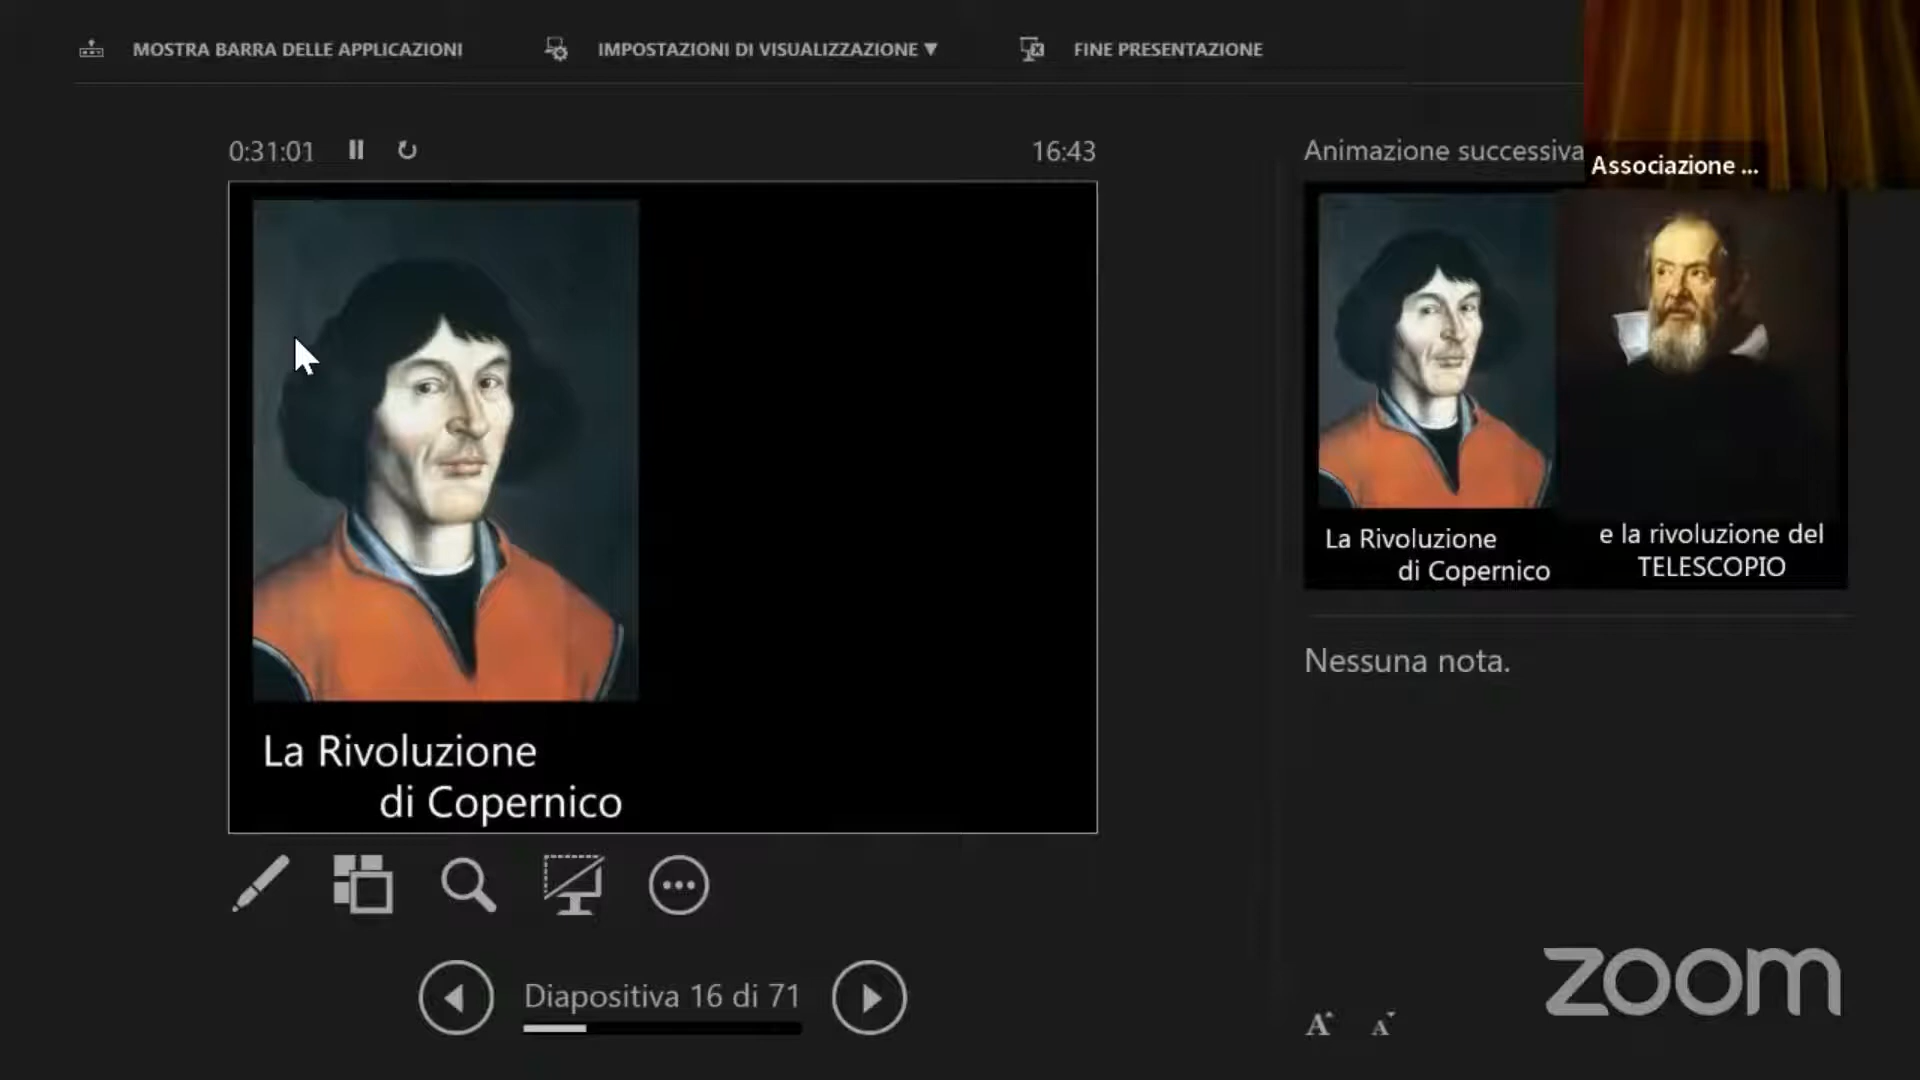 MOSTRA BARRA DELLE APPLICAZIONI
IMPOSTAZIONI DI VISUALIZZAZIONE ▼
FINE PRESENTAZIONE
0:31:01
16:43
La Rivoluzione
di Copernico
Diapositiva 16 di 71
Animazione successiva
Associazione ...
La Rivoluzione
di Copernico
e la rivoluzione del
TELESCOPIO
Nessuna nota.
A A
zoom